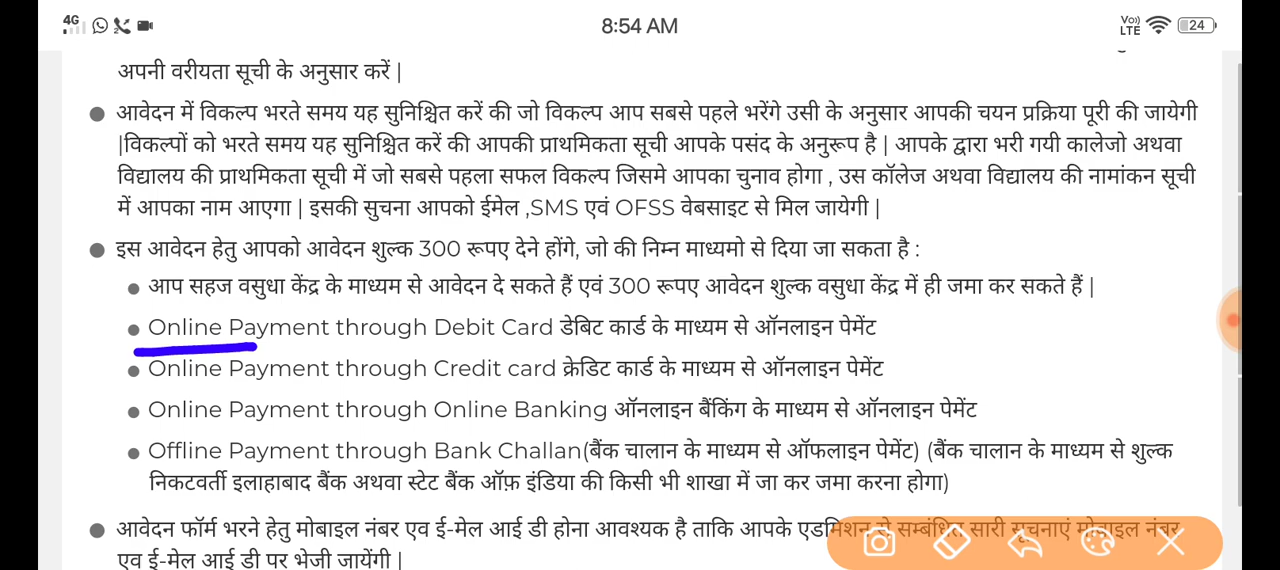 4G
8:54 AM
Vo) LTE
24
अपनी वरीयता सूची के अनुसार करें |
आवेदन में विकल्प भरते समय यह सुनिश्चित करें की जो विकल्प आप सबसे पहले भरेंगे उसी के अनुसार आपकी चयन प्रक्रिया पूरी की जायेगी
|विकल्पों को भरते समय यह सुनिश्चित करें की आपकी प्राथमिकता सूची आपके पसंद के अनुरूप है | आपके द्वारा भरी गयी कालेजो अथवा
विद्यालय की प्राथमिकता सूची में जो सबसे पहला सफल विकल्प जिसमे आपका चुनाव होगा , उस कॉलेज अथवा विद्यालय की नामांकन सूची
में आपका नाम आएगा | इसकी सुचना आपको ईमेल ,SMS एवं OFSS वेबसाइट से मिल जायेगी |
इस आवेदन हेतु आपको आवेदन शुल्क 300 रूपए देने होंगे, जो की निम्न माध्यमो से दिया जा सकता है :
आप सहज वसुधा केंद्र के माध्यम से आवेदन दे सकते हैं एवं 300 रूपए आवेदन शुल्क वसुधा केंद्र में ही जमा कर सकते हैं |
Online Payment through Debit Card डेबिट कार्ड के माध्यम से ऑनलाइन पेमेंट
Online Payment through Credit card क्रेडिट कार्ड के माध्यम से ऑनलाइन पेमेंट
Online Payment through Online Banking ऑनलाइन बैंकिंग के माध्यम से ऑनलाइन पेमेंट
Offline Payment through Bank Challan(बैंक चालान के माध्यम से ऑफलाइन पेमेंट) (बैंक चालान के माध्यम से शुल्क
निकटवर्ती इलाहाबाद बैंक अथवा स्टेट बैंक ऑफ़ इंडिया की किसी भी शाखा में जा कर जमा करना होगा)
आवेदन फॉर्म भरने हेतु मोबाइल नंबर एव ई-मेल आई डी होना आवश्यक है ताकि आपके एडमिशन से सम्बंधित सारी सूचनाएं मोबाइल नंबर
एव ई-मेल आई डी पर भेजी जायेंगी |